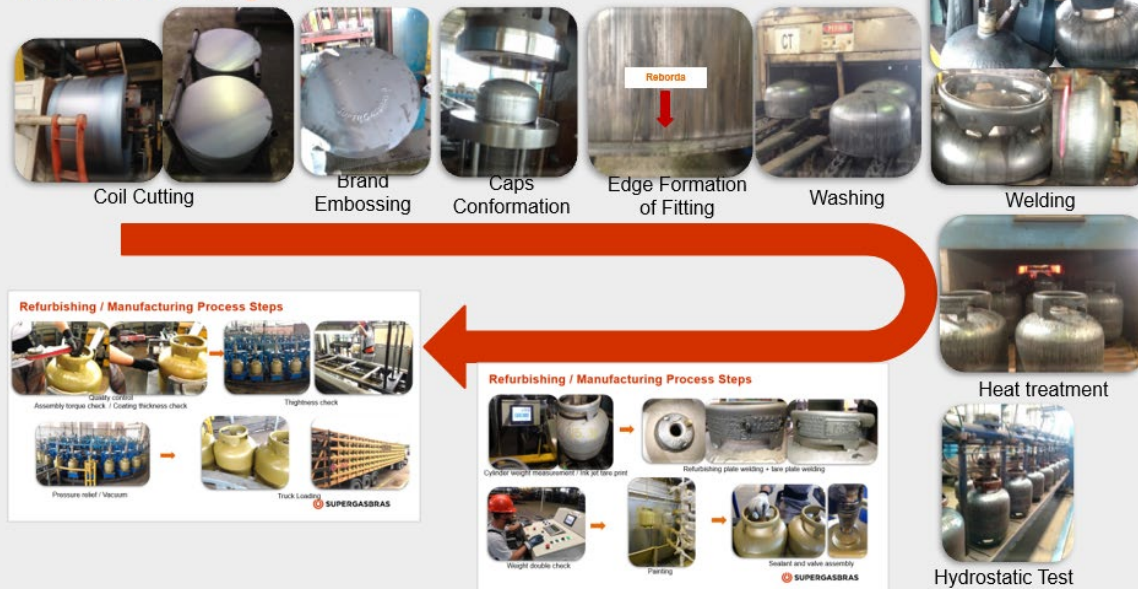 Coil Cutting
Brand
Embossing
Caps
Conformation
Reborda
Edge Formation
of Fitting
CT
Washing
Welding
Heat treatment
Hydrostatic Test
Refurbishing / Manufacturing Process Steps
Cylinder weight measurement / Ink jet tare print
Refurbishing plate welding + tare plate welding
Weight double check
Painting
Sealant and valve assembly
SUPERGASBRAS
Refurbishing / Manufacturing Process Steps
Quality control
Assembly torque check / Coating thickness check
Thightness check
Pressure relief / Vacuum
Truck Loading
SUPERGASBRAS